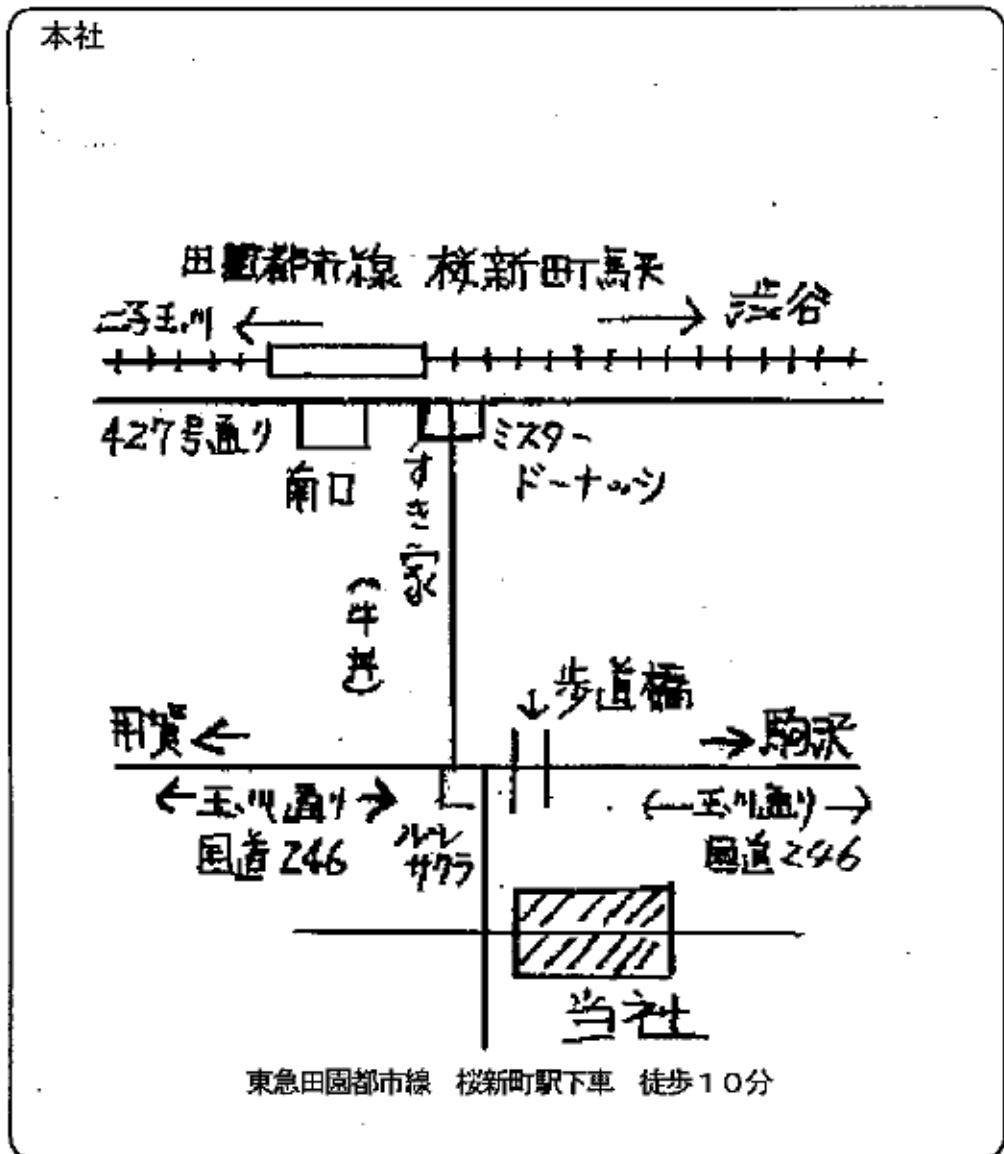 本社
田園都市線 桜新町駅
二子玉川 ← → 渋谷
427号通り
南口
すき家
(牛丼)
ミスター
ドーナッツ
↓歩道橋
用賀←
→駒沢
←玉川通り→
国道246
サクラ
←玉川通り→
国道246
当社
東急田園都市線 桜新町駅下車 徒歩10分